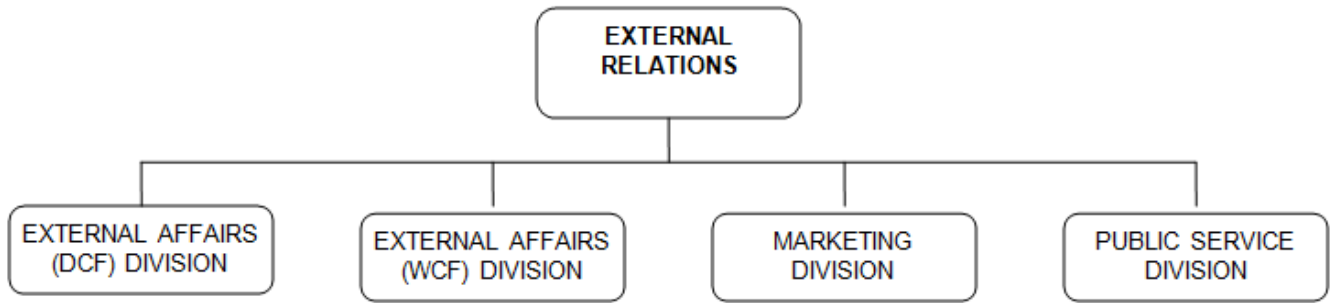 EXTERNAL
RELATIONS
EXTERNAL AFFAIRS
(DCF) DIVISION
EXTERNAL AFFAIRS
(WCF) DIVISION
MARKETING
DIVISION
PUBLIC SERVICE
DIVISION